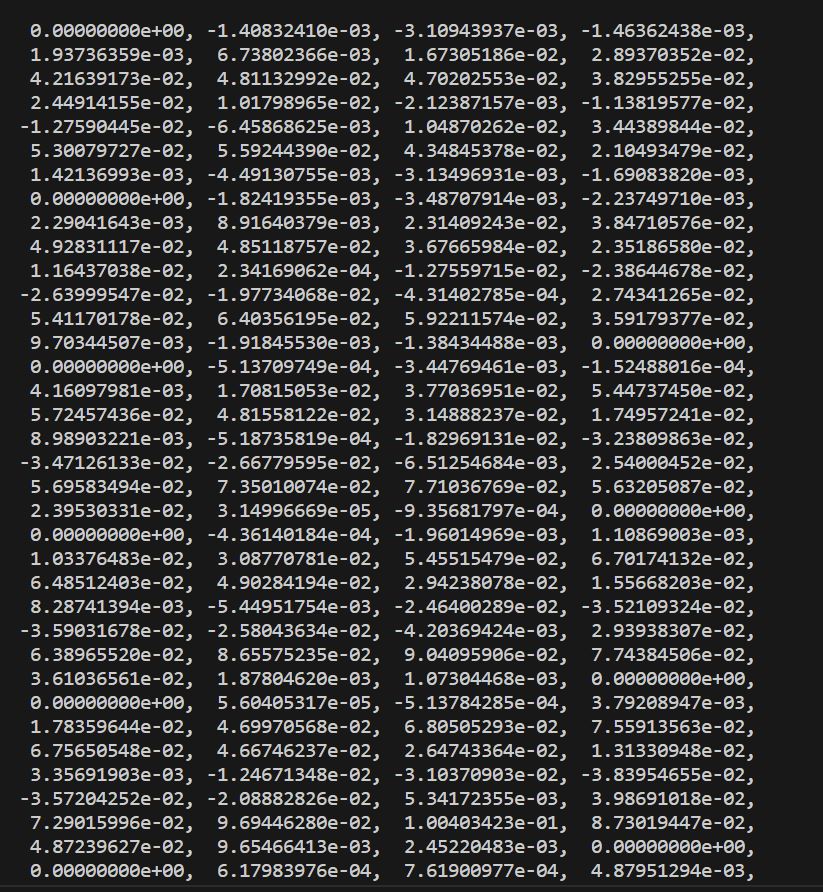 0.00000000e+00, -1.40832410e-03, -3.10943937e-03, -1.46362438e-03,
1.93736359e-03, 6.73802366e-03, 1.67305186e-02, 2.89370352e-02,
4.21639173e-02, 4.81132992e-02, 4.70202553e-02, 3.82955255e-02,
2.44914155e-02, 1.01798965e-02, -2.12387157e-03, -1.13819577e-02,
-1.27590445e-02, -6.45868625e-03, 1.04870262e-02, 3.44389844e-02,
5.30079727e-02, 5.59244390e-02, 4.34845378e-02, 2.10493479e-02,
1.42136993e-03, -4.49130755e-03, -3.13496931e-03, -1.69083820e-03,
0.00000000e+00, -1.82419355e-03, -3.48707914e-03, -2.23749710e-03,
2.29041643e-03, 8.91640379e-03, 2.31409243e-02, 3.84710576e-02,
4.92831117e-02, 4.85118757e-02, 3.67665984e-02, 2.35186580e-02,
1.16437038e-02, 2.34169062e-04, -1.27559715e-02, -2.38644678e-02,
-2.63999547e-02, -1.97734068e-02, -4.31402785e-04, 2.74341265e-02,
5.41170178e-02, 6.40356195e-02, 5.92211574e-02, 3.59179377e-02,
9.70344507e-03, -1.91845530e-03, -1.38434488e-03, 0.00000000e+00,
0.00000000e+00, -5.13709749e-04, -3.44769461e-03, -1.52488016e-04,
4.16097981e-03, 1.70815053e-02, 3.77036951e-02, 5.44737450e-02,
5.72457436e-02, 4.81558122e-02, 3.14888237e-02, 1.74957241e-02,
8.98903221e-03, -5.18735819e-04, -1.82969131e-02, -3.23809863e-02,
-3.47126133e-02, -2.66779595e-02, -6.51254684e-03, 2.54000452e-02,
5.69583494e-02, 7.35010074e-02, 7.71036769e-02, 5.63205087e-02,
2.39530331e-02, 3.14996669e-05, -9.35681797e-04, 0.00000000e+00,
0.00000000e+00, -4.36140184e-04, -1.96014969e-03, 1.10869003e-03,
1.03376483e-02, 3.08770781e-02, 5.45515479e-02, 6.70174132e-02,
6.48512403e-02, 4.90284194e-02, 2.94238078e-02, 1.55668203e-02,
8.28741394e-03, -5.44951754e-03, -2.46400289e-02, -3.52109324e-02,
-3.59031678e-02, -2.58043634e-02, -4.20369424e-03, 2.93938307e-02,
6.38965520e-02, 8.65575235e-02, 9.04095906e-02, 7.74384506e-02,
3.61036561e-02, 1.87804620e-03, 1.07304468e-03, 0.00000000e+00,
0.00000000e+00, 5.60405317e-05, -5.13784285e-04, 3.79208947e-03,
1.78359644e-02, 4.69970568e-02, 6.80505293e-02, 7.55913563e-02,
6.75650548e-02, 4.66746237e-02, 2.64743364e-02, 1.31330948e-02,
3.35691903e-03, -1.24671348e-02, -3.10370903e-02, -3.83954655e-02,
-3.57204252e-02, -2.08882826e-02, 5.34172355e-03, 3.98691018e-02,
7.29015996e-02, 9.69446280e-02, 1.00403423e-01, 8.73019447e-02,
4.87239627e-02, 9.65466413e-03, 2.45220483e-03, 0.00000000e+00,
0.00000000e+00, 6.17983976e-04, 7.61900977e-04, 4.87951294e-03,